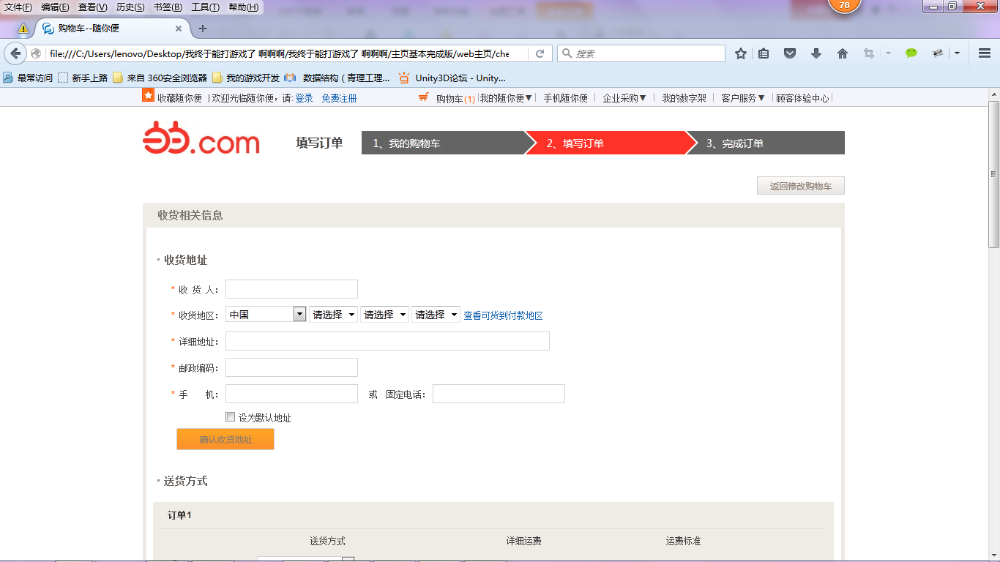 文件(F) 编辑(E) 查看(V) 历史(S) 书签(B) 工具(T) 帮助(H)
78
购物车--随你便
file:///C:/Users/lenovo/Desktop/我终于能打游戏了 啊啊啊/我终于能打游戏了 啊啊啊/主页基本完成版/web主页/che
搜索
最常访问 新手上路 来自 360安全浏览器 我的游戏开发 数据结构 ( 青理工理... Unity3D论坛 - Unity...
收藏随你便 |欢迎光临随你便，请: 登录 免费注册 购物车(1) |我的随你便▼| 手机随你便 | 企业采购▼ | 我的数字架 | 客户服务▼ | 顾客体验中心|
.com
填写订单
1、我的购物车 2、填写订单 3、完成订单
返回修改购物车
收货相关信息
· 收货地址
* 收 货 人：
* 收货地区： 中国 请选择 请选择 请选择 查看可货到付款地区
* 详细地址：
* 邮政编码：
* 手 机： 或 固定电话：
设为默认地址
确认收货地址
· 送货方式
订单1
送货方式 详细运费 运费标准